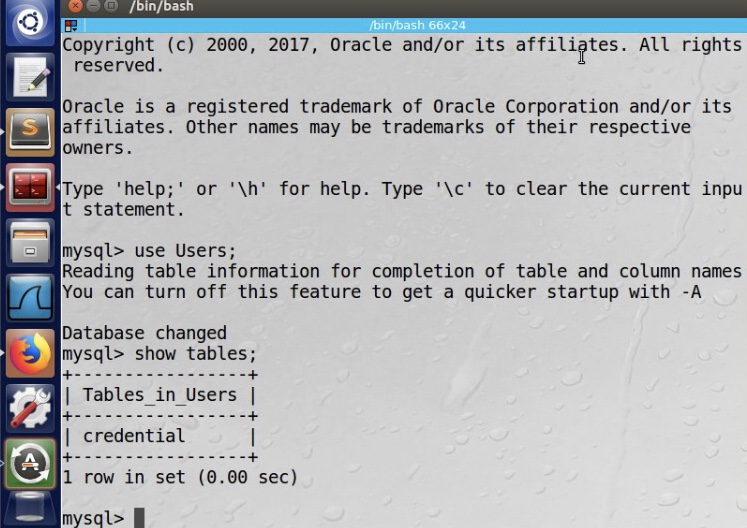 /bin/bash
/bin/bash 66x24
Copyright (c) 2000, 2017, Oracle and/or its affiliates. All rights
 reserved.
Oracle is a registered trademark of Oracle Corporation and/or its
affiliates. Other names may be trademarks of their respective
owners.
Type 'help;' or '\h' for help. Type '\c' to clear the current inpu
t statement.
mysql> use Users;
Reading table information for completion of table and column names
You can turn off this feature to get a quicker startup with -A
Database changed
mysql> show tables;
+-----------------+
| Tables_in_Users |
+-----------------+
| credential      |
+-----------------+
1 row in set (0.00 sec)
mysql>